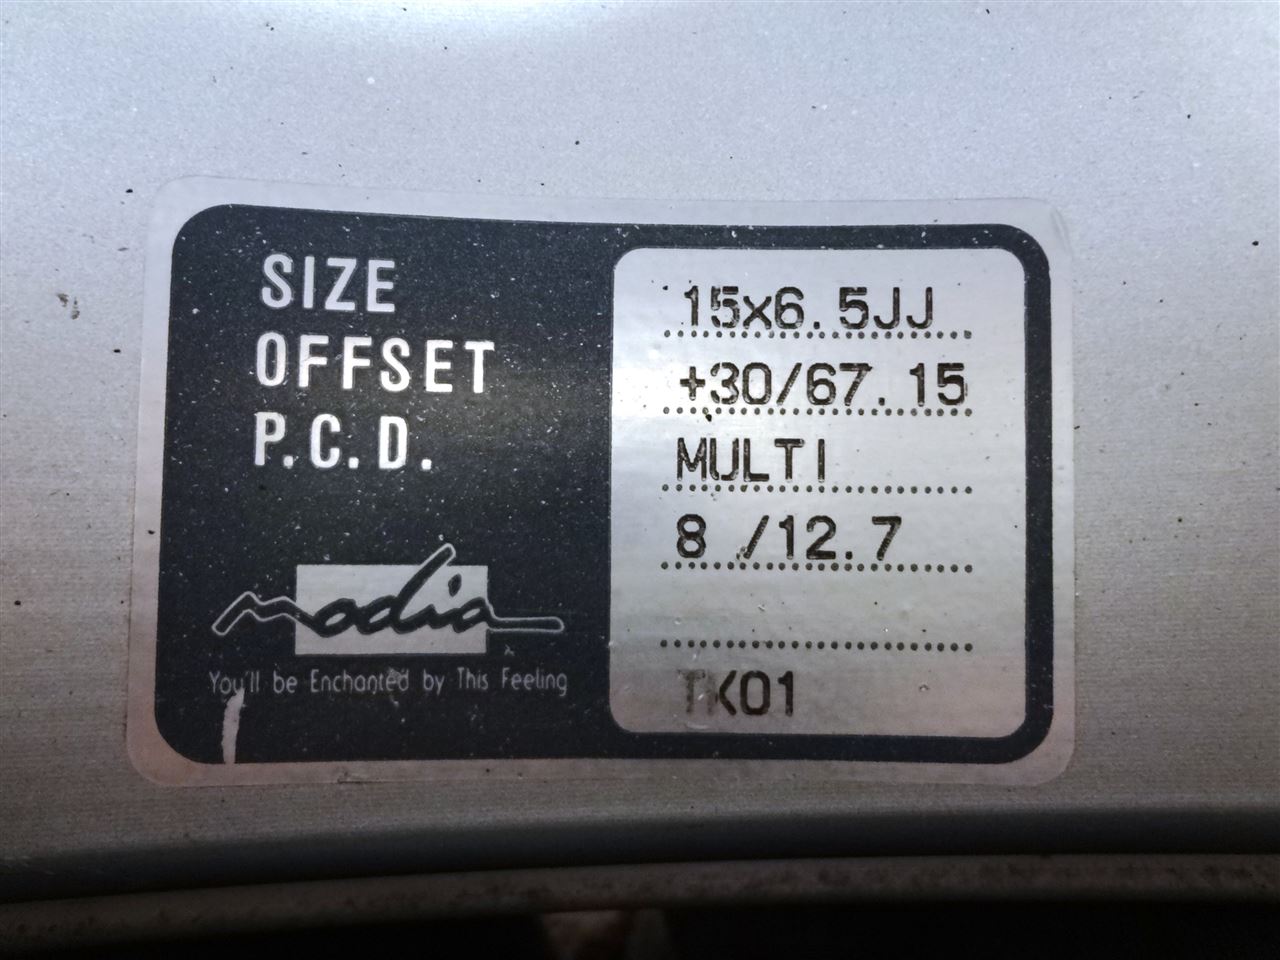 SIZE 15x6.5JJ
OFFSET +30/67.15
P.C.D. MULTI
8 /12.7
modia
You'll be Enchanted by This Feeling
TK01